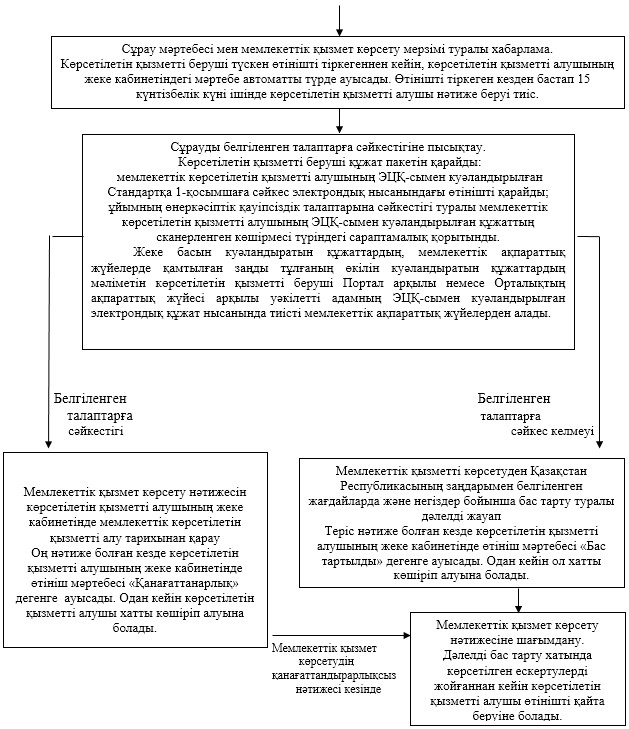 Сұрау мәртебесі мен мемлекеттік қызмет көрсету мерзімі туралы хабарлама.
Көрсетілетін қызметті беруші түскен өтінішті тіркегеннен кейін, көрсетілетін қызметті алушының
жеке кабинетіндегі мәртебе автоматты түрде ауысады. Өтінішті тіркеген кезден бастап 15
күнтізбелік күні ішінде көрсетілетін қызметті алушы нәтиже беруі тиіс.
Сұрауды белгіленген талаптарға сәйкестігіне пысықтау.
Көрсетілетін қызметті беруші құжат пакетін қарайды:
мемлекеттік көрсетілетін қызметті алушының ЭЦҚ-сымен куәландырылған
Стандартқа 1-қосымшаға сәйкес электрондық нысанындағы өтінішті қарайды;
ұйымның өнеркәсіптік қауіпсіздік талаптарына сәйкестігі туралы мемлекеттік
көрсетілетін қызметті алушының ЭЦҚ-сымен куәландырылған құжаттың
сканерленген көшірмесі түріндегі сараптамалық қорытынды.
Жеке басын куәландыратын құжаттардың, мемлекеттік ақпараттық
жүйелерде қамтылған заңды тұлғаның өкілін куәландыратын құжаттардың
мәліметін көрсетілетін қызметті беруші Портал арқылы немесе Орталықтың
ақпараттық жүйесі арқылы уәкілетті адамның ЭЦҚ-сымен куәландырылған
электрондық құжат нысанында тиісті мемлекеттік ақпараттық жүйелерден алады.
Белгіленген
талаптарға
сәйкестігі
Белгіленген
талаптарға
сәйкес келмеуі
Мемлекеттік қызмет көрсету нәтижесін
көрсетілетін қызметті алушының жеке
кабинетінде мемлекеттік көрсетілетін
қызметті алу тарихынан қарау
Оң нәтиже болған кезде көрсетілетін
қызметті алушының жеке кабинетінде
өтініш мәртебесі «Қанағаттанарлық»
дегенге ауысады. Одан кейін көрсетілетін
қызметті алушы хатты көшіріп алуына
болады.
Мемлекеттік қызметті көрсетуден Қазақстан
Республикасының заңдарымен белгіленген
жағдайларда және негіздер бойынша бас тарту туралы
дәлелді жауап
Теріс нәтиже болған кезде көрсетілетін қызметті
алушының жеке кабинетінде өтініш мәртебесі «Бас
тартылды» дегенге ауысады. Одан кейін ол хатты
көшіріп алуына болады.
Мемлекеттік қызмет
көрсетудің
қанағаттандырарлықсыз
нәтижесі кезінде
Мемлекеттік қызмет көрсету
нәтижесіне шағымдану.
Дәлелді бас тарту хатында
көрсетілген ескертулерді
жойғаннан кейін көрсетілетін
қызметті алушы өтінішті қайта
беруіне болады.